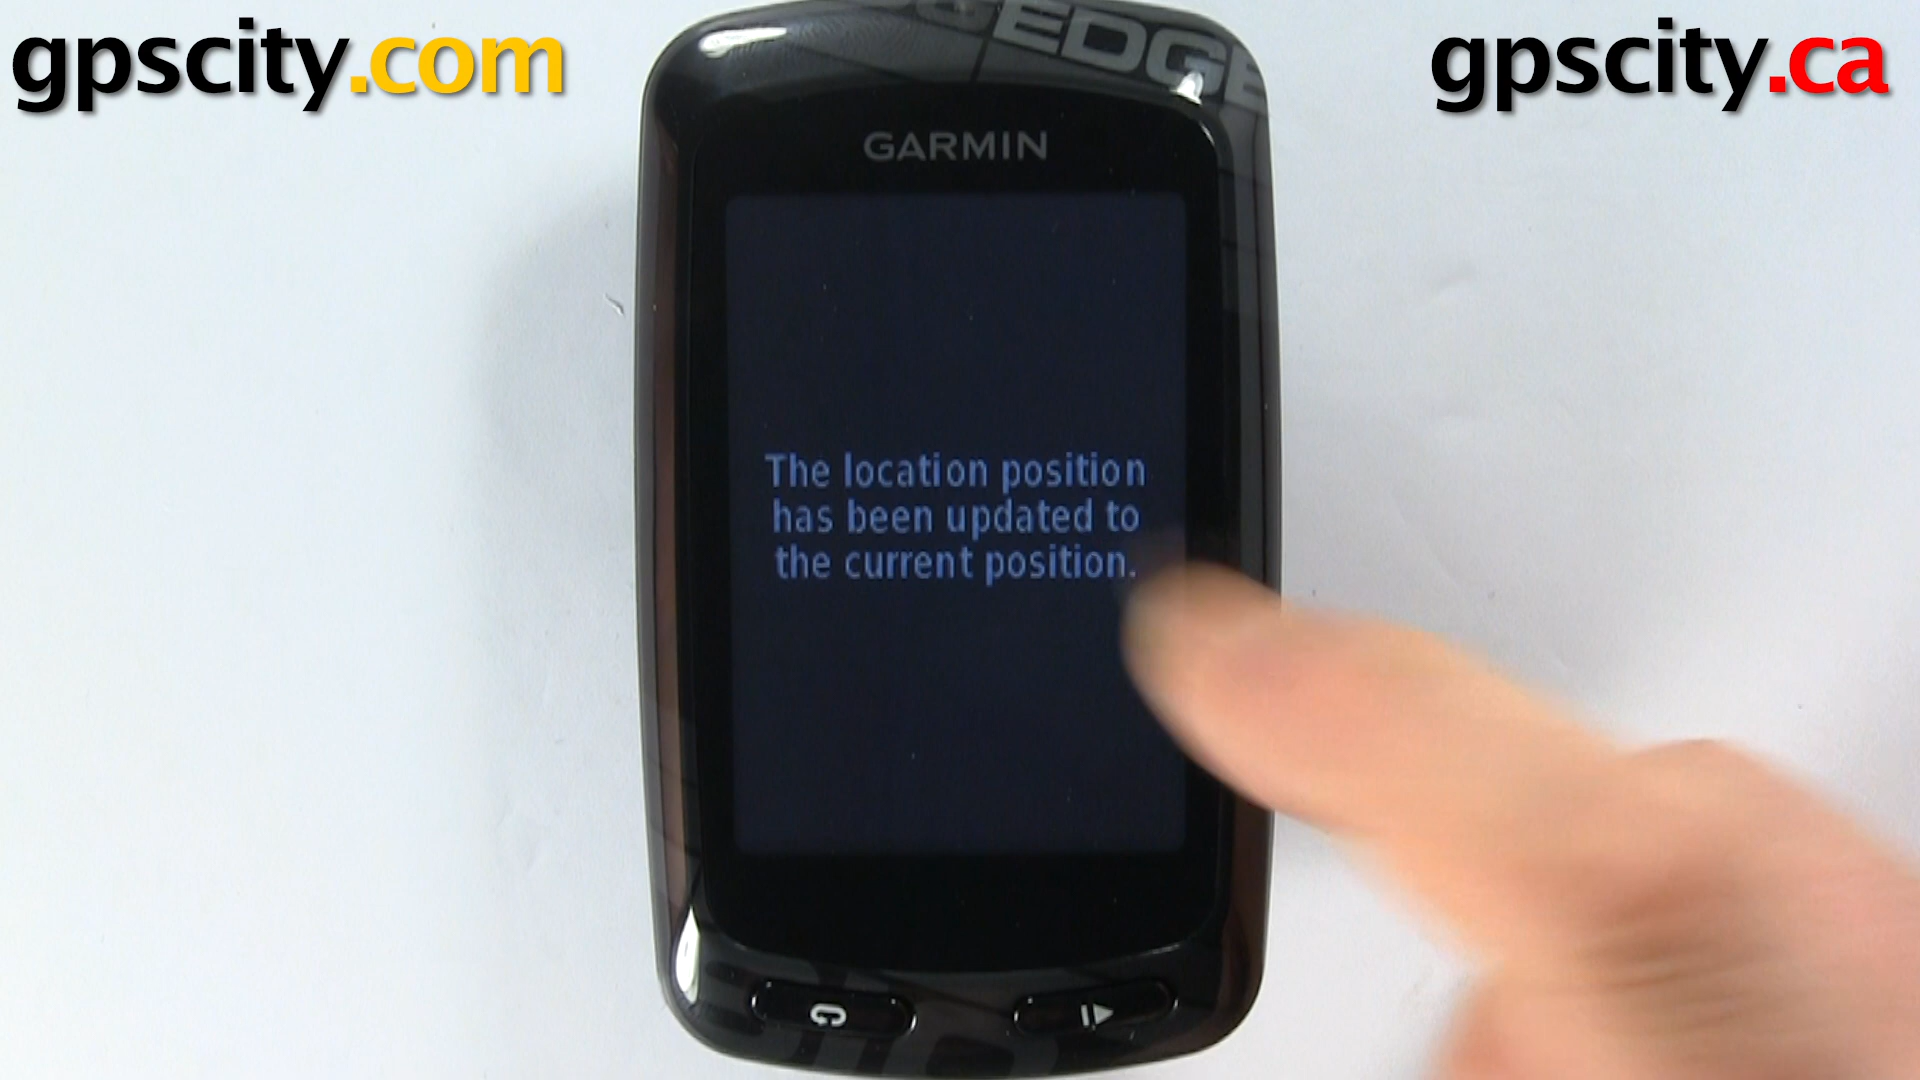 gpscity.com
gpscity.ca
EDGE
GARMIN
The location position
has been updated to
the current position.